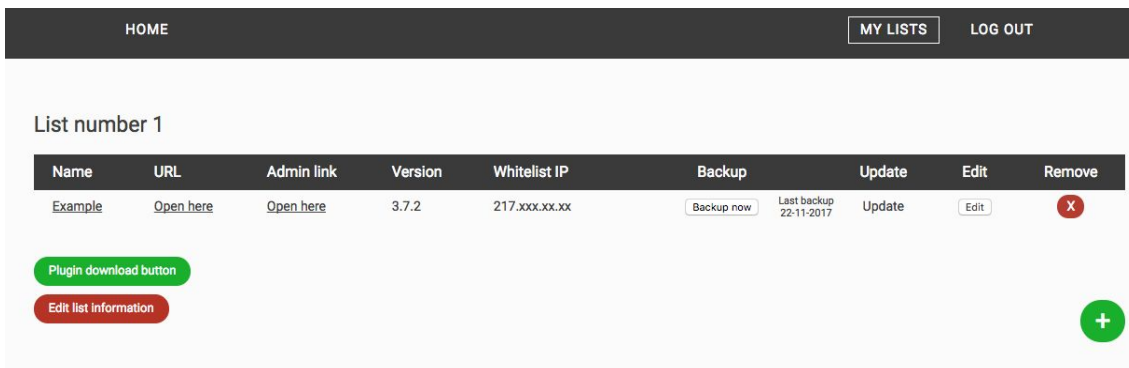 HOME MY LISTS LOG OUT
List number 1
Name URL Admin link Version Whitelist IP Backup Update Edit Remove
Example Open here Open here 3.7.2 217.xxx.xx.xx Backup now Last backup 22-11-2017 Update Edit X
Plugin download button
Edit list information
+